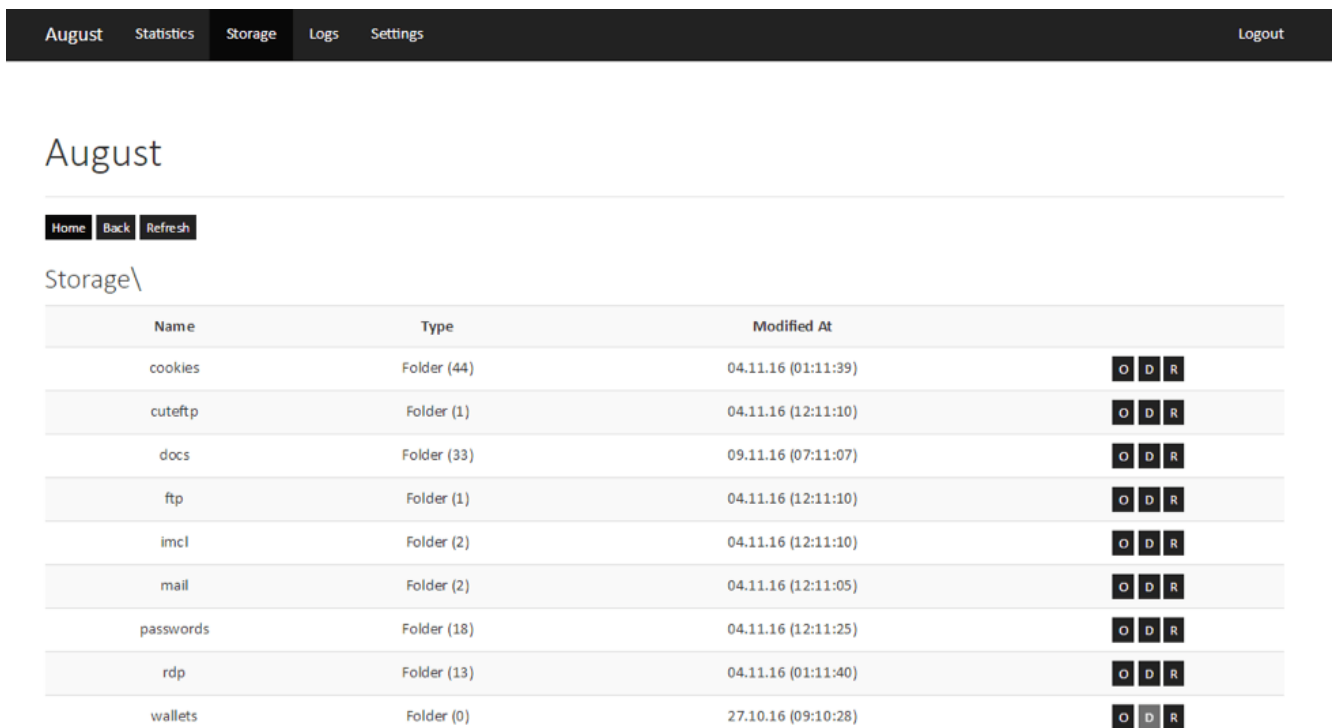 August Statistics Storage Logs Settings Logout
August
Home Back Refresh
Storage\
Name Type Modified At
cookies Folder (44) 04.11.16 (01:11:39) O D R
cuteftp Folder (1) 04.11.16 (12:11:10) O D R
docs Folder (33) 09.11.16 (07:11:07) O D R
ftp Folder (1) 04.11.16 (12:11:10) O D R
imcl Folder (2) 04.11.16 (12:11:10) O D R
mail Folder (2) 04.11.16 (12:11:05) O D R
passwords Folder (18) 04.11.16 (12:11:25) O D R
rdp Folder (13) 04.11.16 (01:11:40) O D R
wallets Folder (0) 27.10.16 (09:10:28) O D R